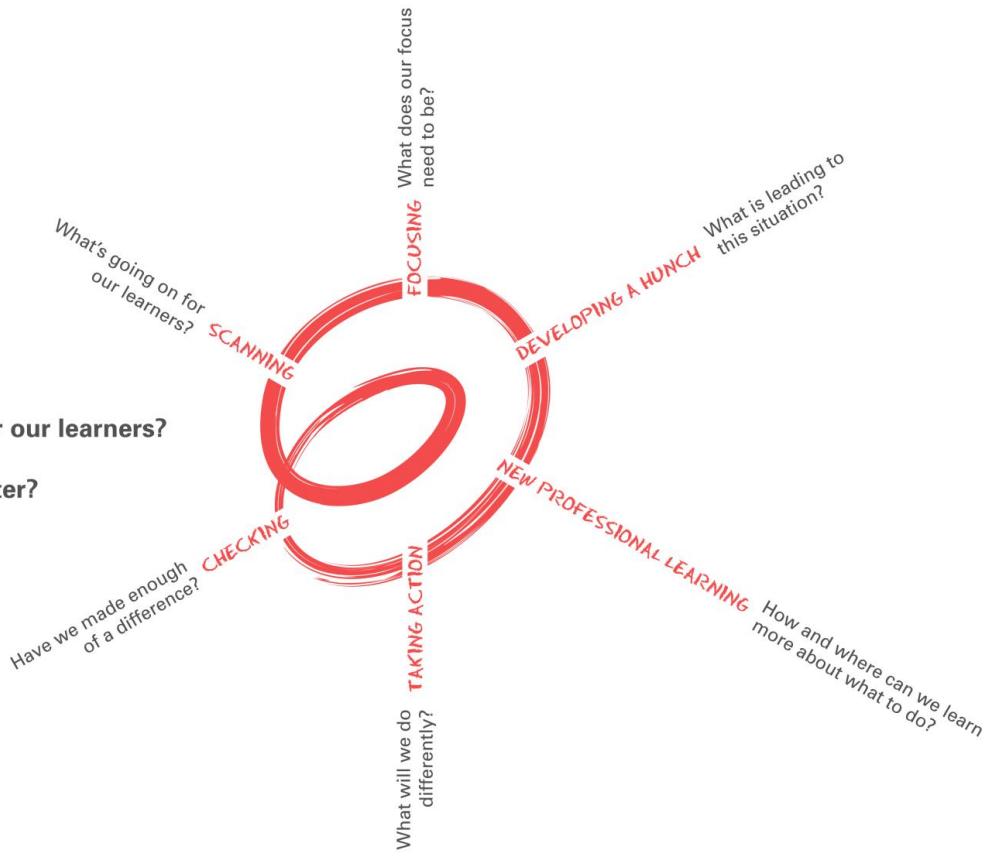 What's going on for
our learners?
SCANNING
What does our focus
need to be?
FOCUSING
What is leading to
this situation?
DEVELOPING A HUNCH
NEW PROFESSIONAL LEARNING
How and where can we learn
more about what to do?
TAKING ACTION
What will we do
differently?
CHECKING
Have we made enough
of a difference?
our learners?